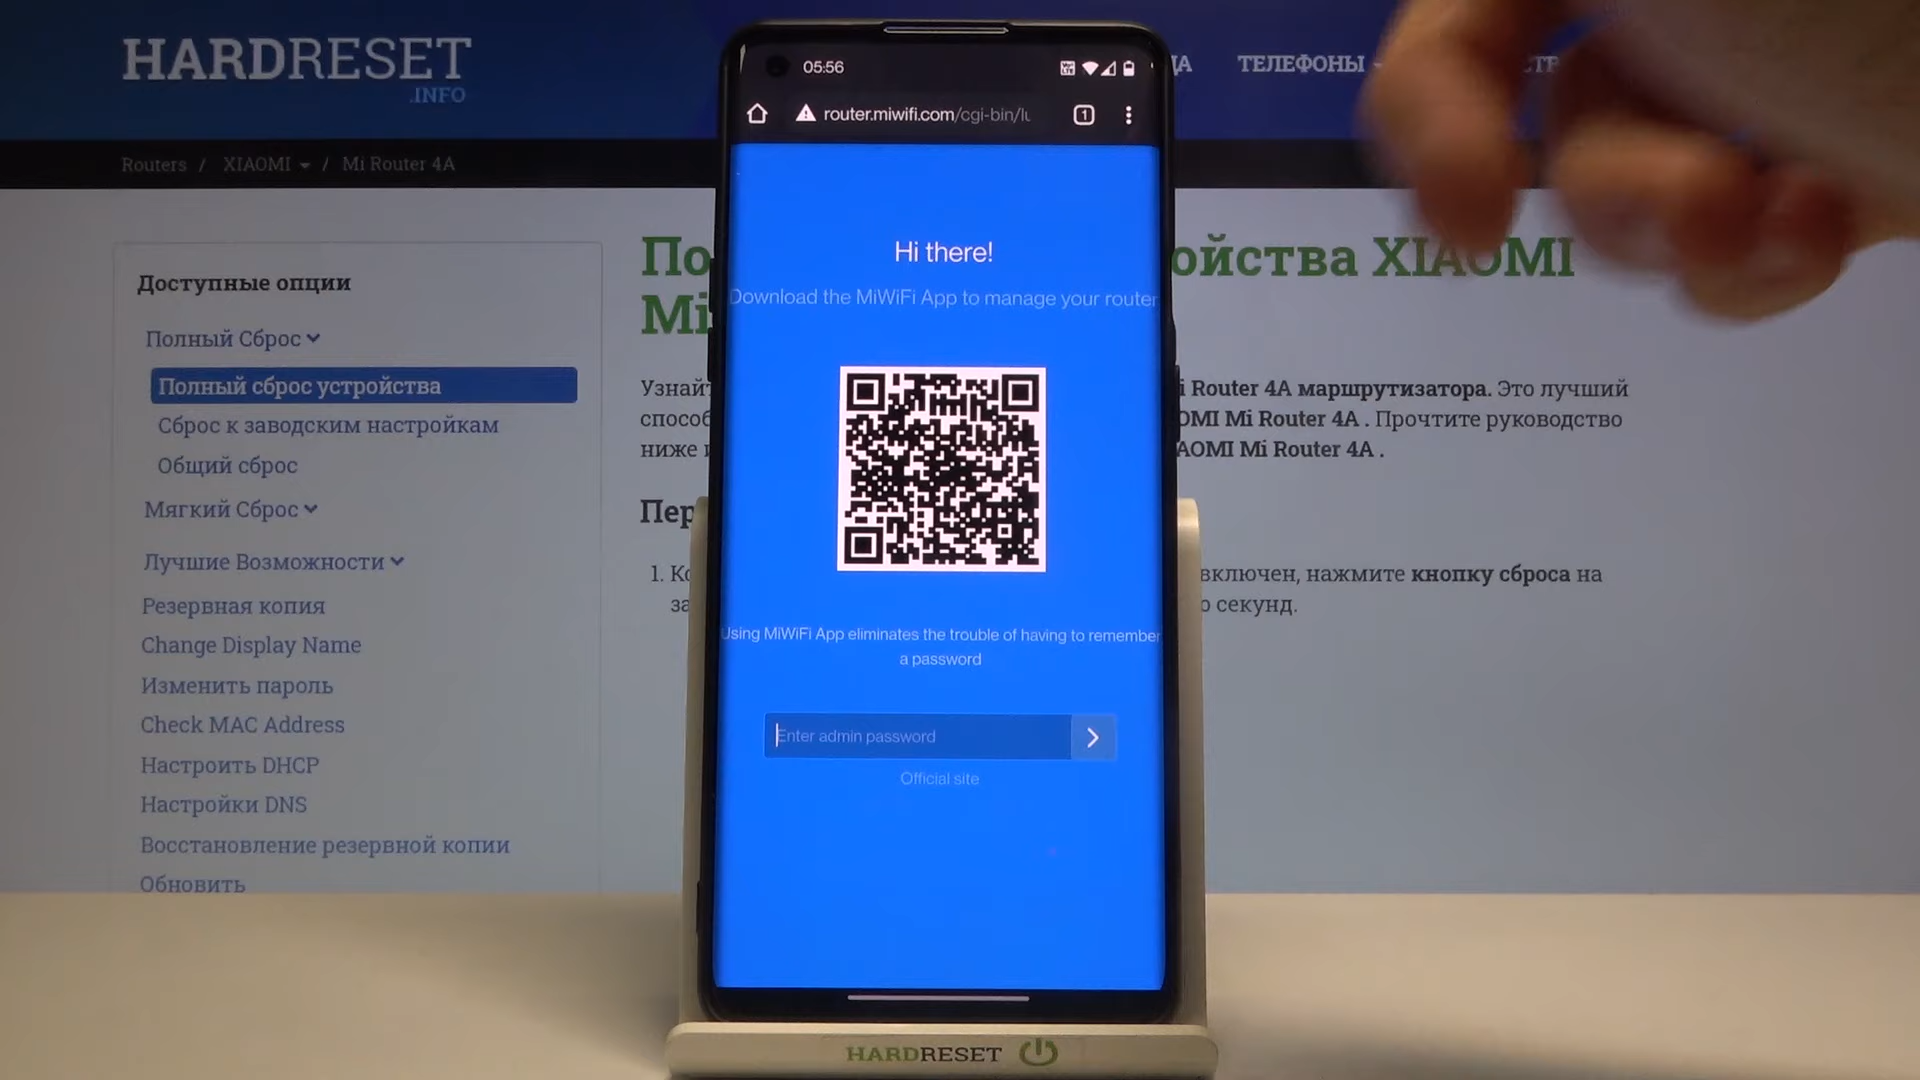 HARDRESET
.INFO
ТЕЛЕФОНЫ
Routers / XIAOMI / Mi Router 4A
Доступные опции
Полный Сброс
Полный сброс устройства
Сброс к заводским настройкам
Общий сброс
Мягкий Сброс
Лучшие Возможности
Резервная копия
Change Display Name
Изменить пароль
Check MAC Address
Настроить DHCP
Настройки DNS
Восстановление резервной копии
Обновить
05:56
router.miwifi.com/cgi-bin/lu
1
Hi there!
Download the MiWiFi App to manage your router
Using MiWiFi App eliminates the trouble of having to remember
a password
Enter admin password
Official site
XIAOMI
Mi
Router 4A маршрутизатора. Это лучший
Mi Router 4A . Прочтите руководство
ниже
Mi Router 4A .
1.
включен, нажмите кнопку сброса на
секунд.
HARDRESET